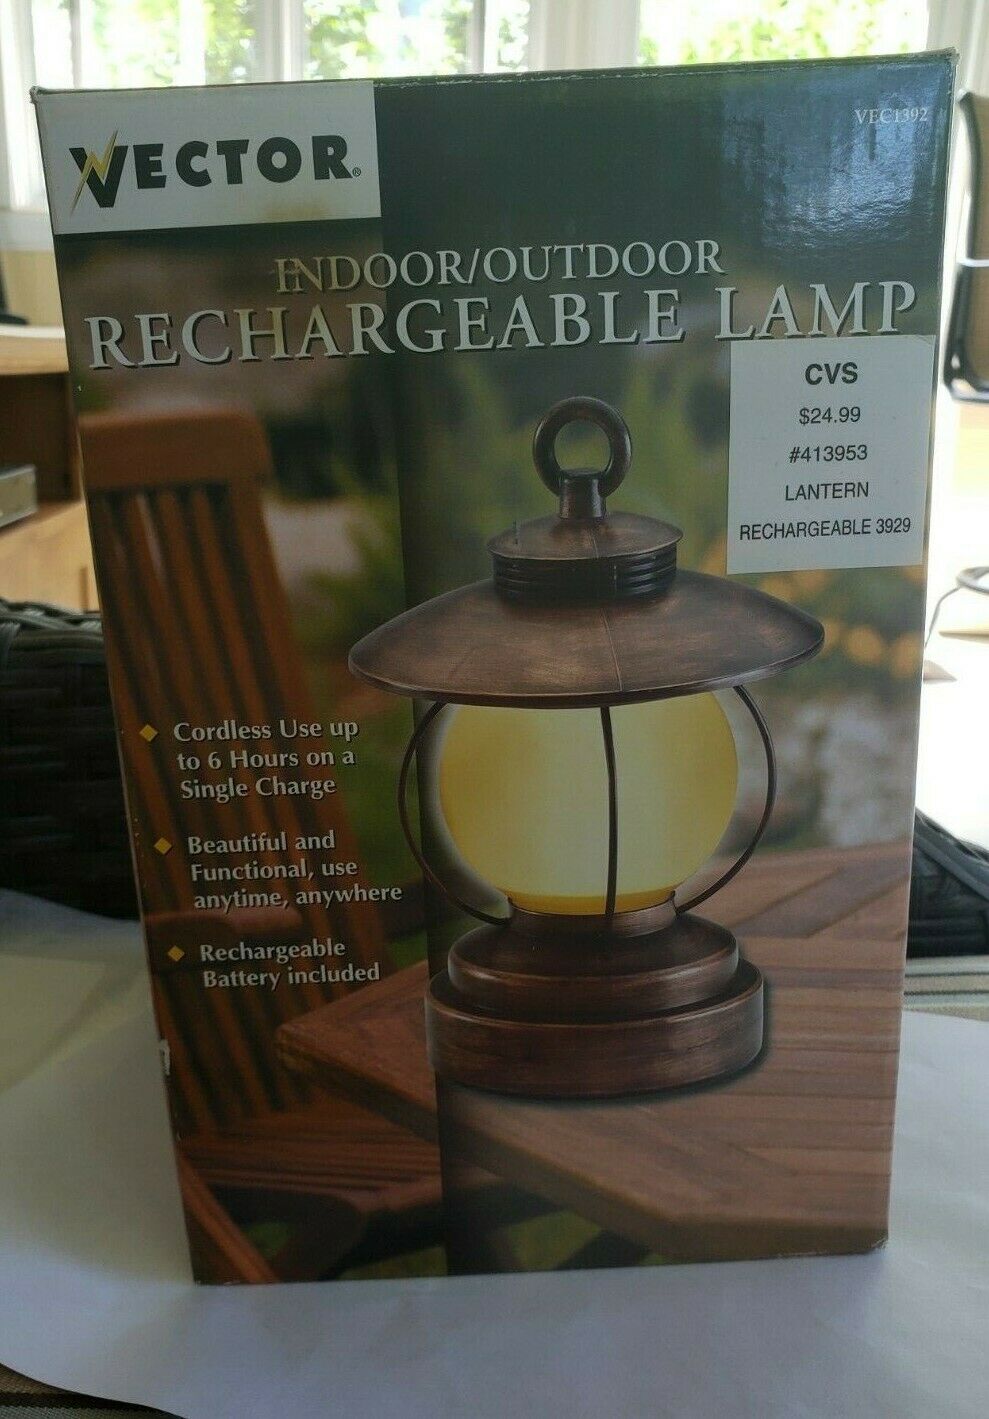 VECTOR®
VEC1392
INDOOR/OUTDOOR
RECHARGEABLE LAMP
CVS
$24.99
#413953
LANTERN
RECHARGEABLE 3929
Cordless Use up
to 6 Hours on a
Single Charge
Beautiful and
Functional, use
anytime, anywhere
Rechargeable
Battery included